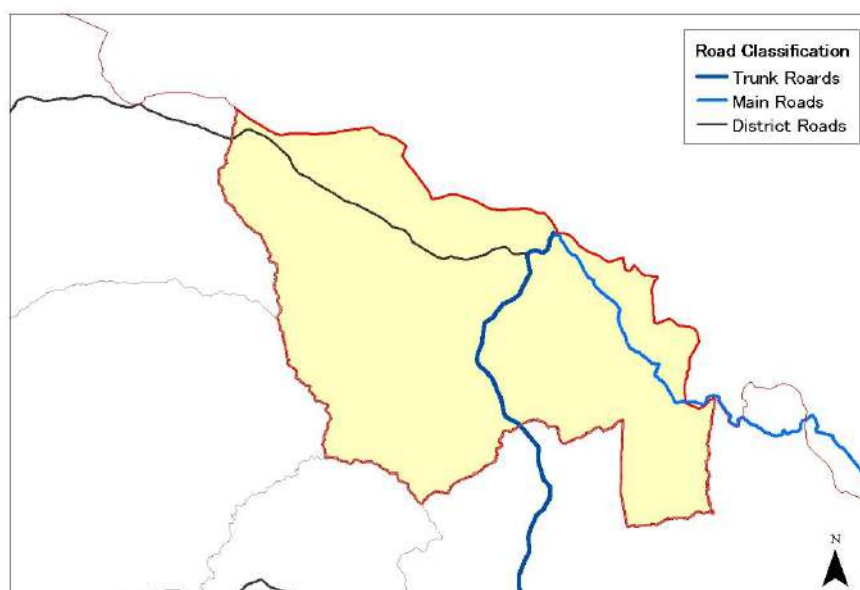 Road Classification
Trunk Roards
Main Roads
District Roads
N